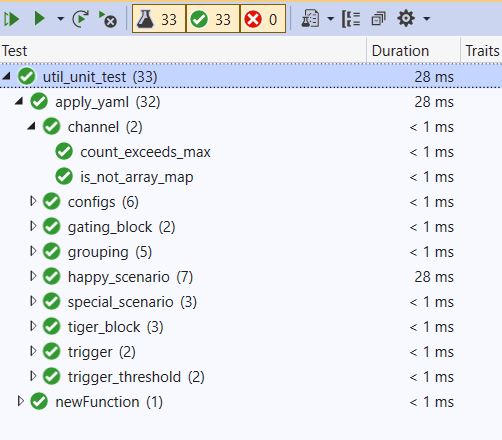 33 33 0
Test Duration Traits
util_unit_test (33) 28 ms
apply_yaml (32) 28 ms
channel (2) < 1 ms
count_exceeds_max < 1 ms
is_not_array_map < 1 ms
configs (6) < 1 ms
gating_block (2) < 1 ms
grouping (5) < 1 ms
happy_scenario (7) 28 ms
special_scenario (3) < 1 ms
tiger_block (3) < 1 ms
trigger (2) < 1 ms
trigger_threshold (2) < 1 ms
newFunction (1) < 1 ms